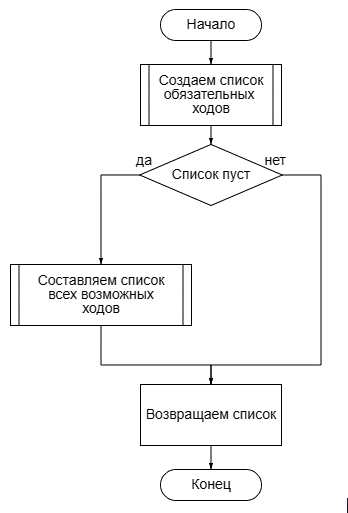 Начало
Создаем список
обязательных
ходов
да
нет
Список пуст
Составляем список
всех возможных
ходов
Возвращаем список
Конец